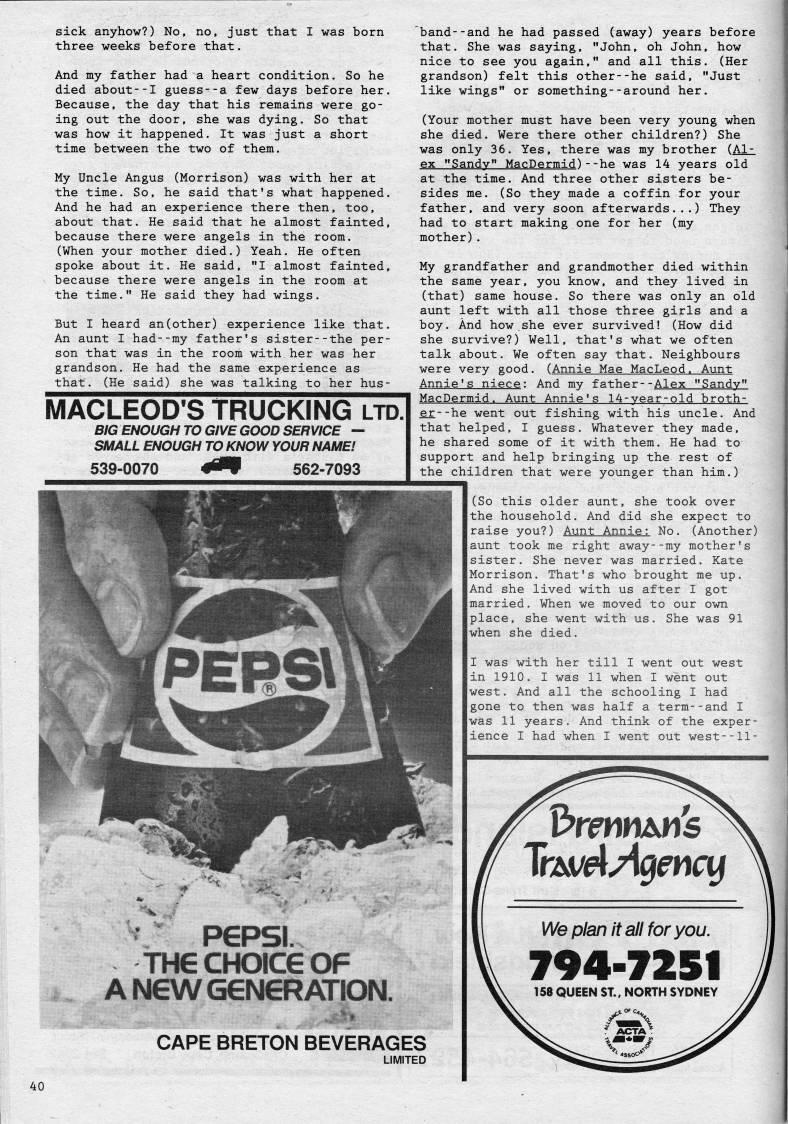 sick anyhow?) No, no, just that I was born
three weeks before that.
And my father had a heart condition. So he
died about--I guess--a few days before her.
Because, the day that his remains were go-
ing out the door, she was dying. So that
was how it happened. It was just a short
time between the two of them.
My Uncle Angus (Morrison) was with her at
the time. So, he said that's what happened.
And he had an experience there then, too,
about that. He said that he almost fainted,
because there were angels in the room.
(When your mother died.) Yeah. He often
spoke about it. He said, "I almost fainted,
because there were angels in the room at
the time." He said they had wings.
But I heard an(other) experience like that.
An aunt I had--my father's sister--the per-
son that was in the room with her was her
grandson. He had the same experience as
that. (He said) she was talking to her hus-
band--and he had passed (away) years before
that. She was saying, "John, oh John, how
nice to see you again," and all this. (Her
grandson) felt this other--he said, "Just
like wings" or something--around her.
(Your mother must have been very young when
she died. Were there other children?) She
was only 36. Yes, there was my brother (Al-
ex "Sandy" MacDermid)--he was 14 years old
at the time. And three other sisters be-
sides me. (So they made a coffin for your
father, and very soon afterwards...) They
had to start making one for her (my
mother).
My grandfather and grandmother died within
the same year, you know, and they lived in
(that) same house. So there was only an old
aunt left with all those three girls and a
boy. And how she ever survived! (How did
she survive?) Well, that's what we often
talk about. We often say that. Neighbours
were very good. (Annie Mae MacLeod, Aunt
Annie's niece: And my father--Alex "Sandy"
MacDermid, Aunt Annie's 14-year-old broth-
er--he went out fishing with his uncle. And
that helped, I guess. Whatever they made,
he shared some of it with them. He had to
support and help bringing up the rest of
the children that were younger than him.)
(So this older aunt, she took over
the household. And did she expect to
raise you?) Aunt Annie: No. (Another)
aunt took me right away--my mother's
sister. She never was married. Kate
Morrison. That's who brought me up.
And she lived with us after I got
married. When we moved to our own
place, she went with us. She was 91
when she died.
I was with her till I went out west
in 1910. I was 11 when I went out
west. And all the schooling I had
gone to then was half a term--and I
was 11 years. And think of the exper-
ience I had when I went out west--11-
MACLEOD'S TRUCKING LTD.
BIG ENOUGH TO GIVE GOOD SERVICE —
SMALL ENOUGH TO KNOW YOUR NAME!
539-0070 562-7093
PEPSI
®
PEPSI.
THE CHOICE OF
A NEW GENERATION.
CAPE BRETON BEVERAGES
LIMITED
Brennan's
Travel Agency
We plan it all for you.
794-7251
158 QUEEN ST., NORTH SYDNEY
ALLIANCE OF CANADIAN
ACTA
TRAVEL ASSOCIATIONS
40